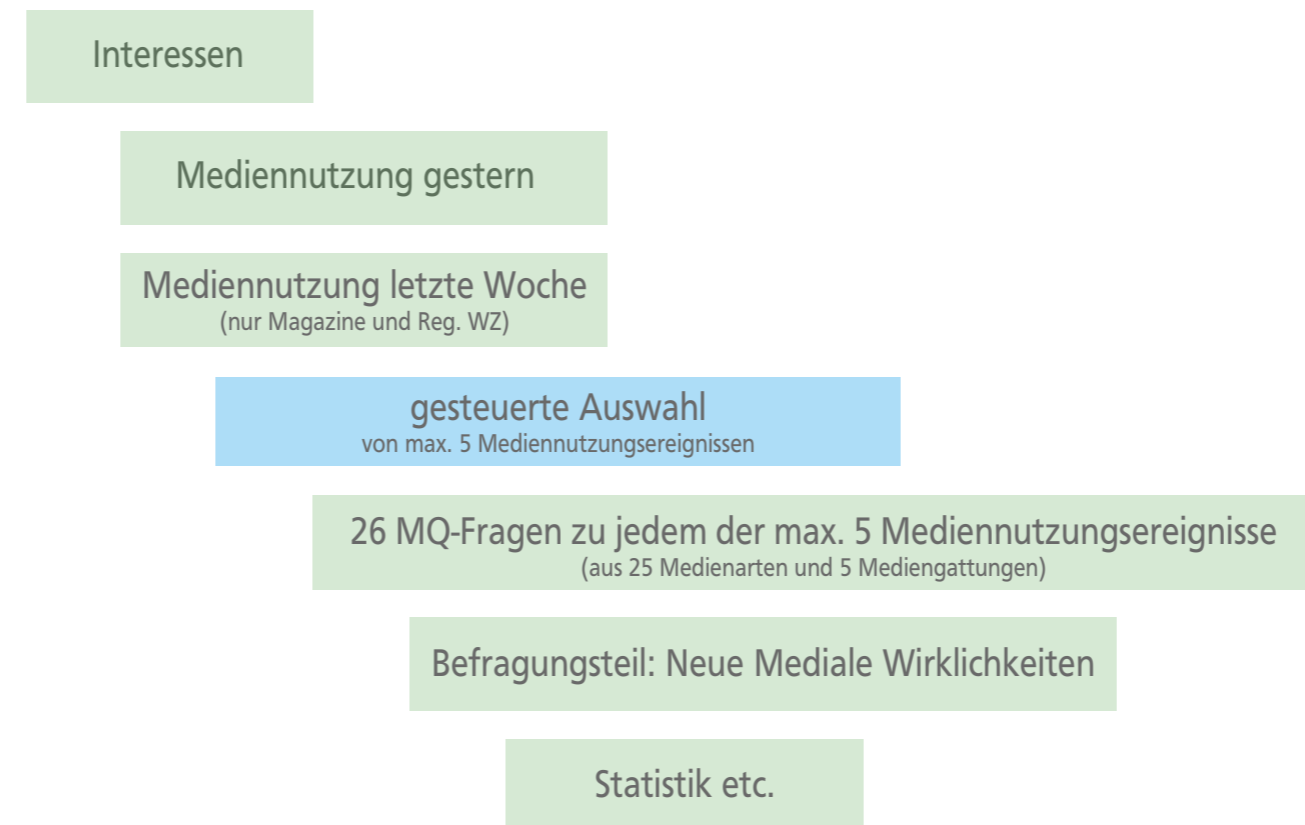 Interessen
Mediennutzung gestern
Mediennutzung letzte Woche
(nur Magazine und Reg. WZ)
gesteuerte Auswahl
von max. 5 Mediennutzungsereignissen
26 MQ-Fragen zu jedem der max. 5 Mediennutzungsereignisse
(aus 25 Medienarten und 5 Mediengattungen)
Befragungsteil: Neue Mediale Wirklichkeiten
Statistik etc.